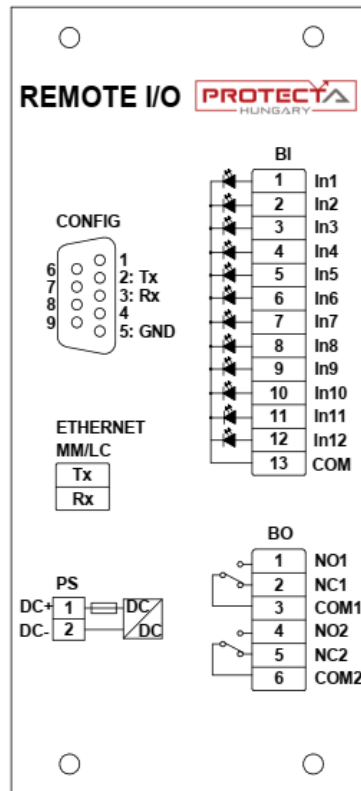 REMOTE I/O PROTECTA
HUNGARY
BI
1 In1
2 In2
3 In3
4 In4
5 In5
6 In6
7 In7
8 In8
9 In9
10 In10
11 In11
12 In12
13 COM
CONFIG
1
6
2: Tx
7
3: Rx
8
4
9
5: GND
ETHERNET
MM/LC
Tx
Rx
PS
DC+ 1 DC
DC- 2 DC
BO
1 NO1
2 NC1
3 COM1
4 NO2
5 NC2
6 COM2